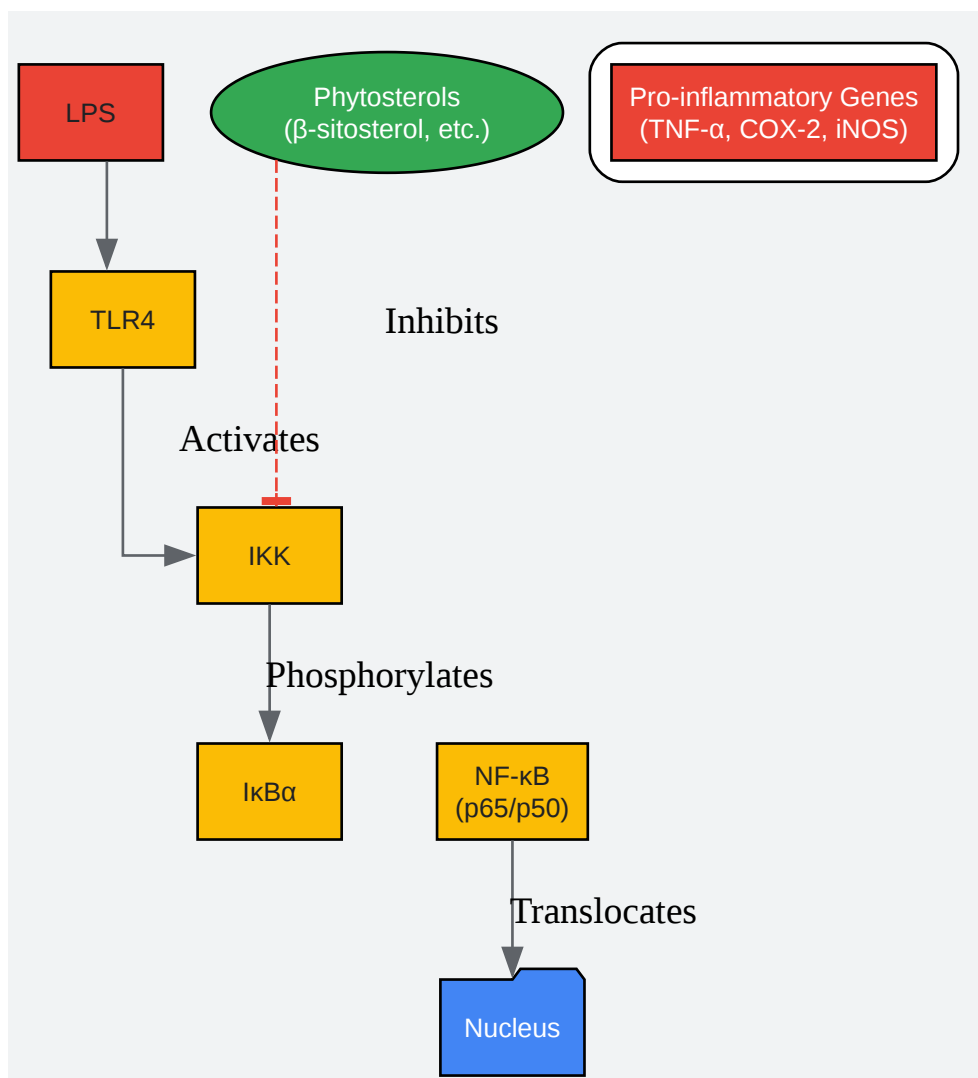 LPS
Phytosterols
(β-sitosterol, etc.)
Pro-inflammatory Genes
(TNF-α, COX-2, iNOS)
TLR4
Inhibits
Activates
IKK
Phosphorylates
IκBα
NF-κB
(p65/p50)
Translocates
Nucleus